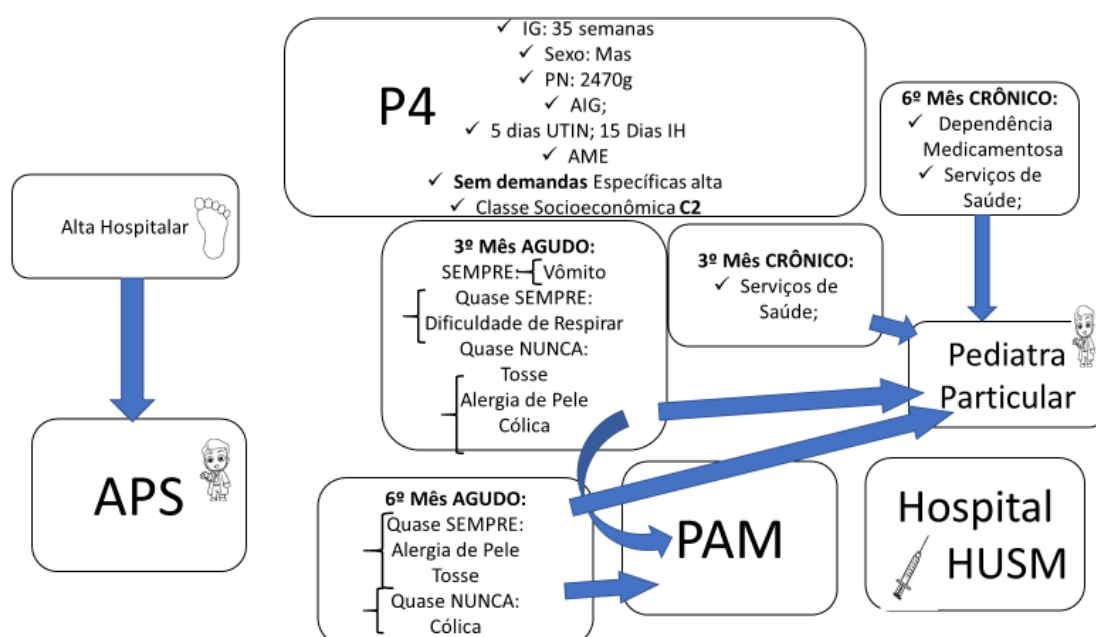 P4
✓ IG: 35 semanas
✓ Sexo: Mas
✓ PN: 2470g
✓ AIG;
✓ 5 dias UTIN; 15 Dias IH
✓ AME
✓ Sem demandas Específicas alta
✓ Classe Socioeconômica C2
6º Mês CRÔNICO:
✓ Dependência
Medicamentosa
✓ Serviços de
Saúde;
Alta Hospitalar
3º Mês AGUDO:
SEMPRE: Vômito
Quase SEMPRE:
Dificuldade de Respirar
Quase NUNCA:
Tosse
Alergia de Pele
Cólica
3º Mês CRÔNICO:
✓ Serviços de
Saúde;
Pediatra
Particular
APS
6º Mês AGUDO:
Quase SEMPRE:
Alergia de Pele
Tosse
Quase NUNCA:
Cólica
PAM
Hospital
HUSM